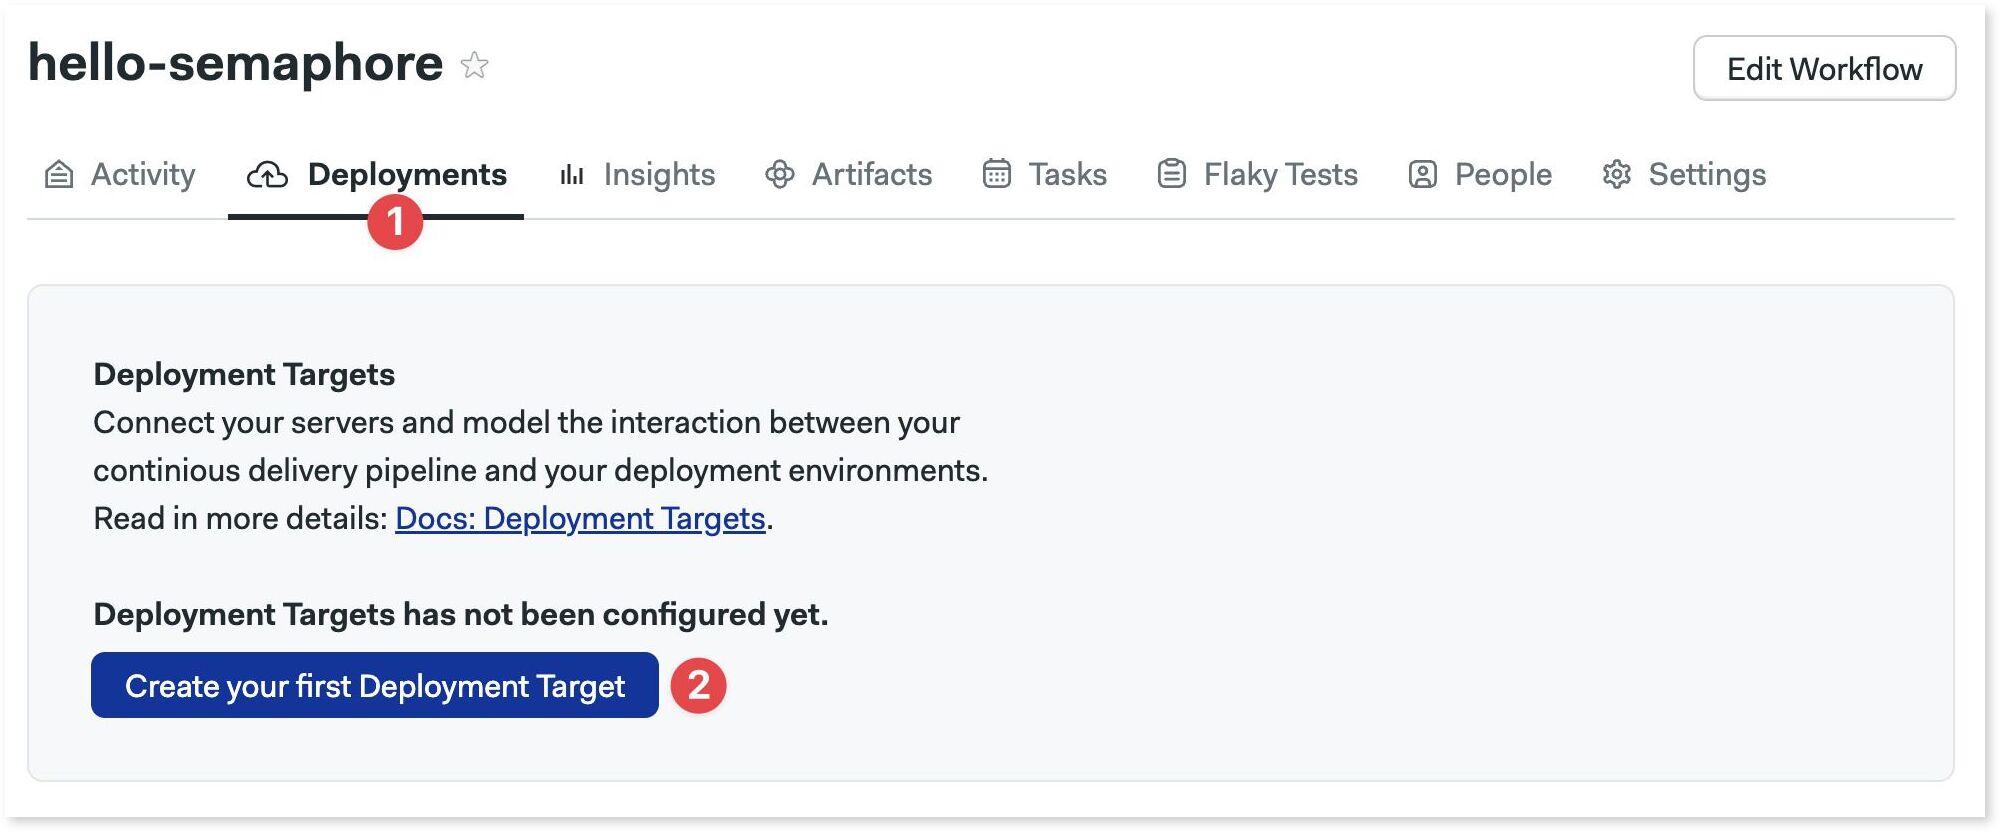 hello-semaphore
Edit Workflow
Activity Deployments Insights Artifacts Tasks Flaky Tests People Settings
1
Deployment Targets
Connect your servers and model the interaction between your
continious delivery pipeline and your deployment environments.
Read in more details: Docs: Deployment Targets.
Deployment Targets has not been configured yet.
Create your first Deployment Target 2